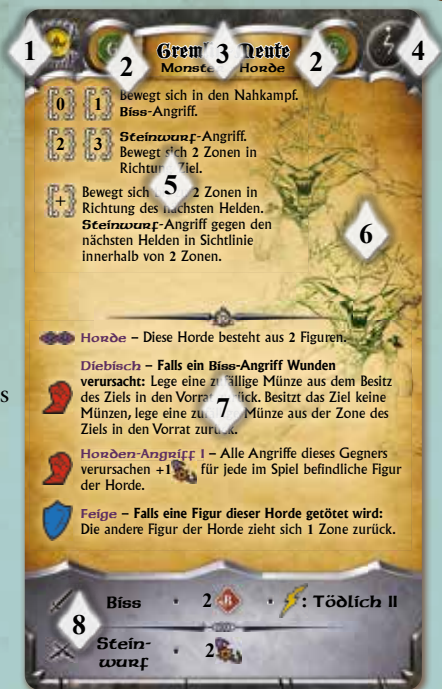 1 2 3 2 4
Meute
Monster Horde
0 1 Bewegt sich in den Nahkampf.
Biss-Angriff.
2 3 Steinwurf-Angriff.
Bewegt sich 2 Zonen in
Richtung Ziel.
+ Bewegt sich 2 Zonen in
5
Richtung des nächsten Helden.
Steinwurf-Angriff gegen den
nächsten Helden in Sichtlinie
innerhalb von 2 Zonen.
6
Horde – Diese Horde besteht aus 2 Figuren.
Diebisch – Falls ein Biss-Angriff Wunden
verursacht: Lege eine zufällige Münze aus dem Besitz
des Ziels in den Vorrat zurück. Besitzt das Ziel keine
7
Münzen, lege eine Münze aus der Zone des
Ziels in den Vorrat zurück.
Horden-Angriff I – Alle Angriffe dieses Gegners
verursachen +1 für jede im Spiel befindliche Figur
der Horde.
Feige – Falls eine Figur dieser Horde getötet wird:
Die andere Figur der Horde zieht sich 1 Zone zurück.
Biss · 2 R · : Tödlich II
8
Stein-
wurf · 2
s